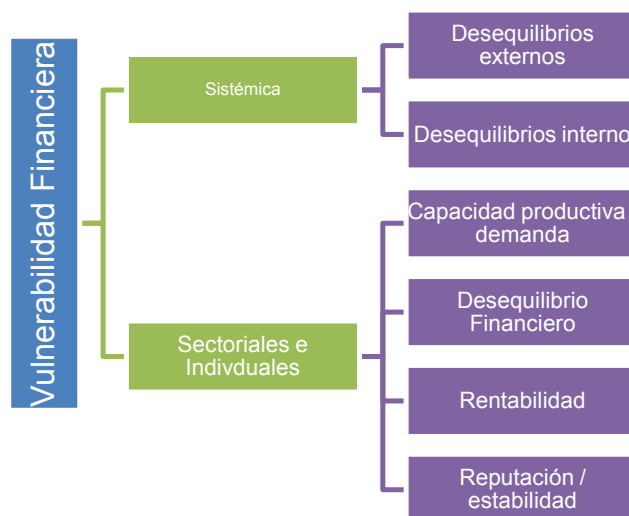 Vulnerabilidad Financiera
Sistémica
Desequilibrios
externos
Desequilibrios interno
Sectoriales e
Indivduales
Capacidad productiva
demanda
Desequilibrio
Financiero
Rentabilidad
Reputación /
estabilidad